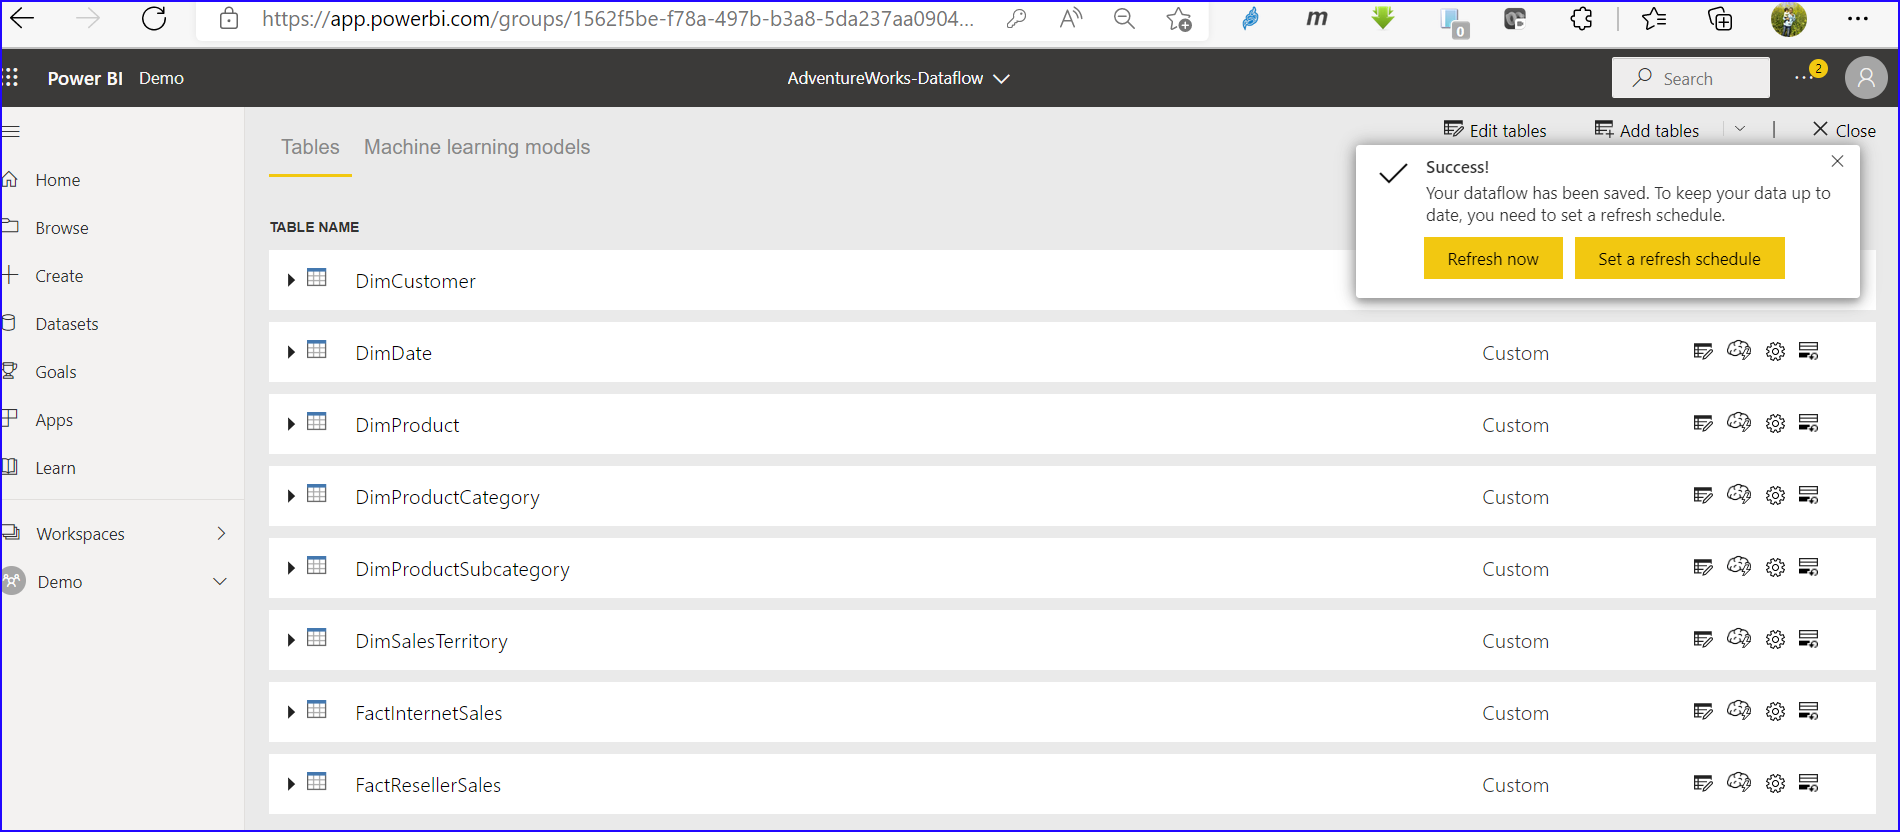 https://app.powerbi.com/groups/1562f5be-f78a-497b-b3a8-5da237aa0904...
m
0
Power BI Demo
AdventureWorks-Dataflow
Search
2
Edit tables
Add tables
Close
Home
Browse
Create
Datasets
Goals
Apps
Learn
Workspaces
Demo
Tables
Machine learning models
Success!
Your dataflow has been saved. To keep your data up to
date, you need to set a refresh schedule.
Refresh now
Set a refresh schedule
TABLE NAME
DimCustomer
DimDate Custom
DimProduct Custom
DimProductCategory Custom
DimProductSubcategory Custom
DimSalesTerritory Custom
FactInternetSales Custom
FactResellerSales Custom